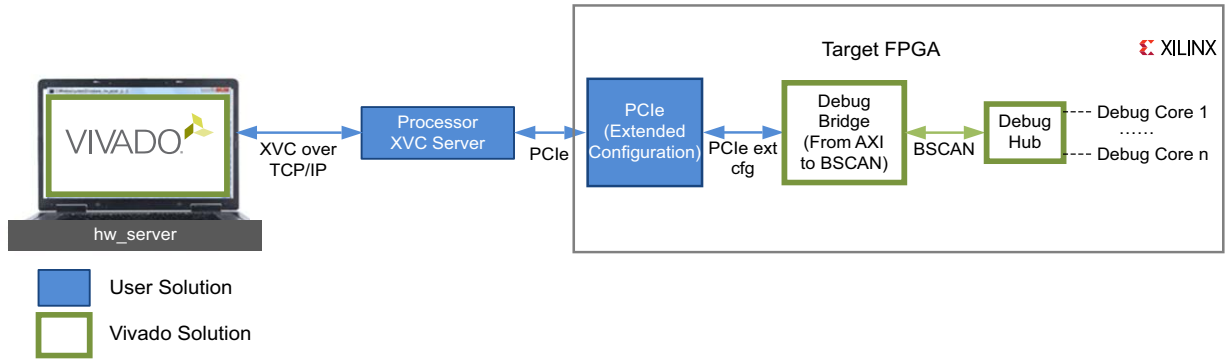 Target FPGA
XILINX
VIVADO
hw_server
XVC over
TCP/IP
Processor
XVC Server
PCIe
PCIe
(Extended
Configuration)
PCIe ext
cfg
Debug
Bridge
(From AXI
to BSCAN)
BSCAN
Debug
Hub
Debug Core 1
......
Debug Core n
User Solution
Vivado Solution